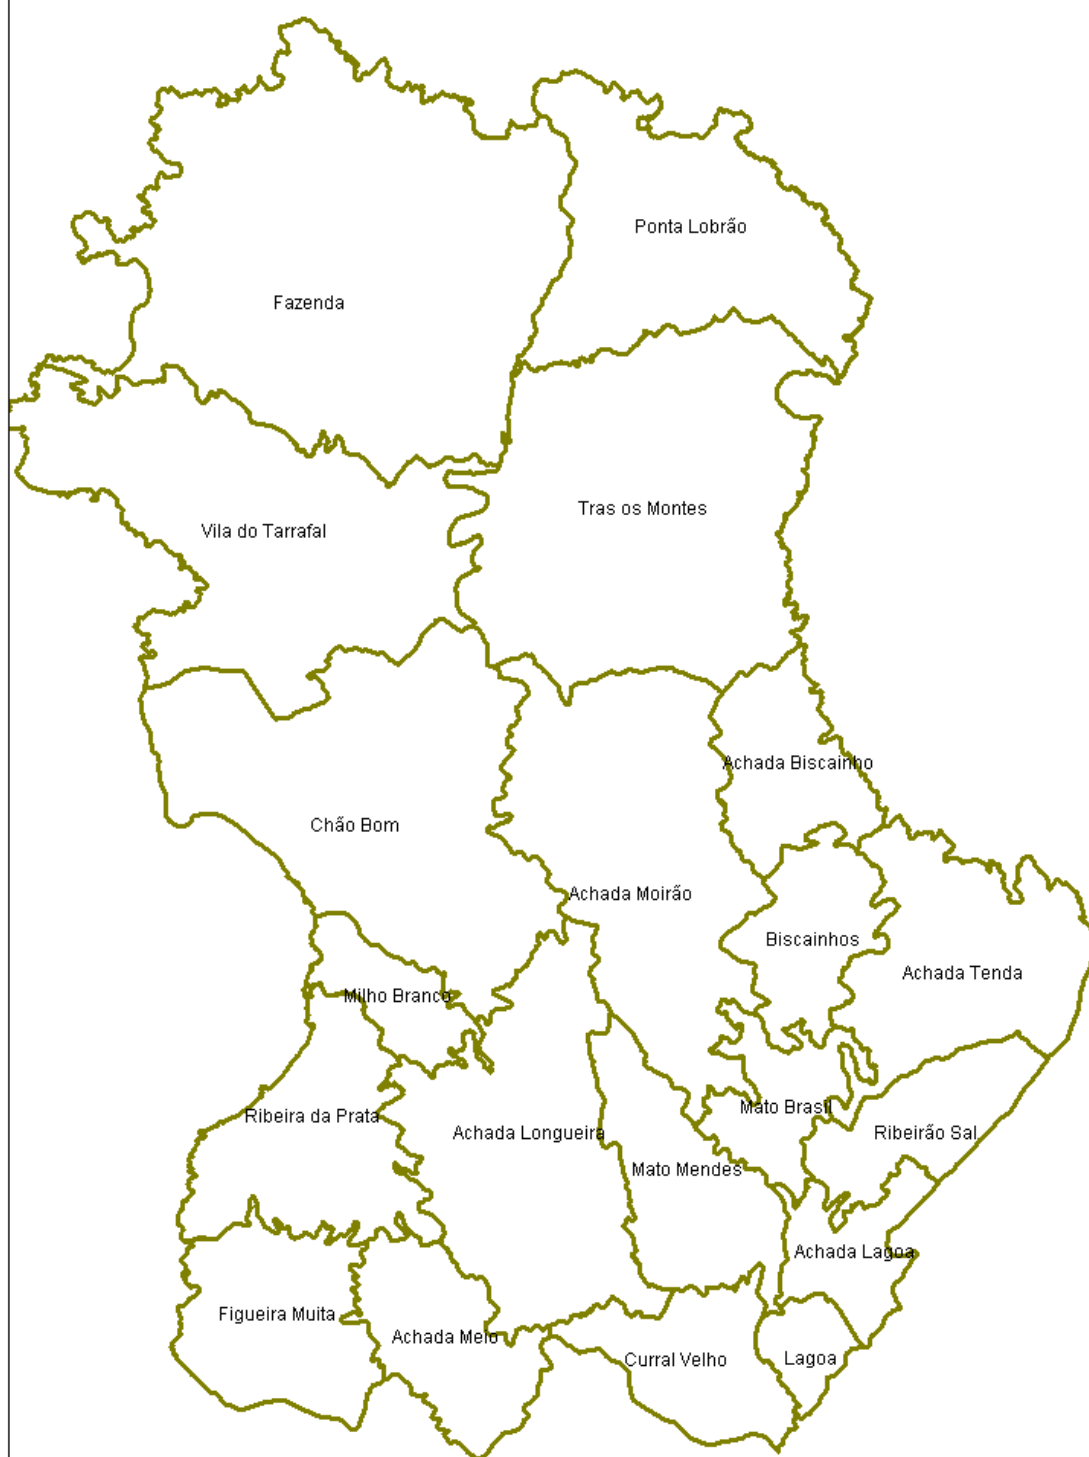 Ponta Lobrão
Fazenda
Tras os Montes
Vila do Tarrafal
Achada Biscainho
Chão Bom
Achada Moirão
Biscainhos
Achada Tenda
Milho Branco
Mato Brasil
Ribeira da Prata
Achada Longueira
Ribeirão Sal
Mato Mendes
Achada Lagoa
Figueira Muita
Achada Meio
Curral Velho
Lagoa